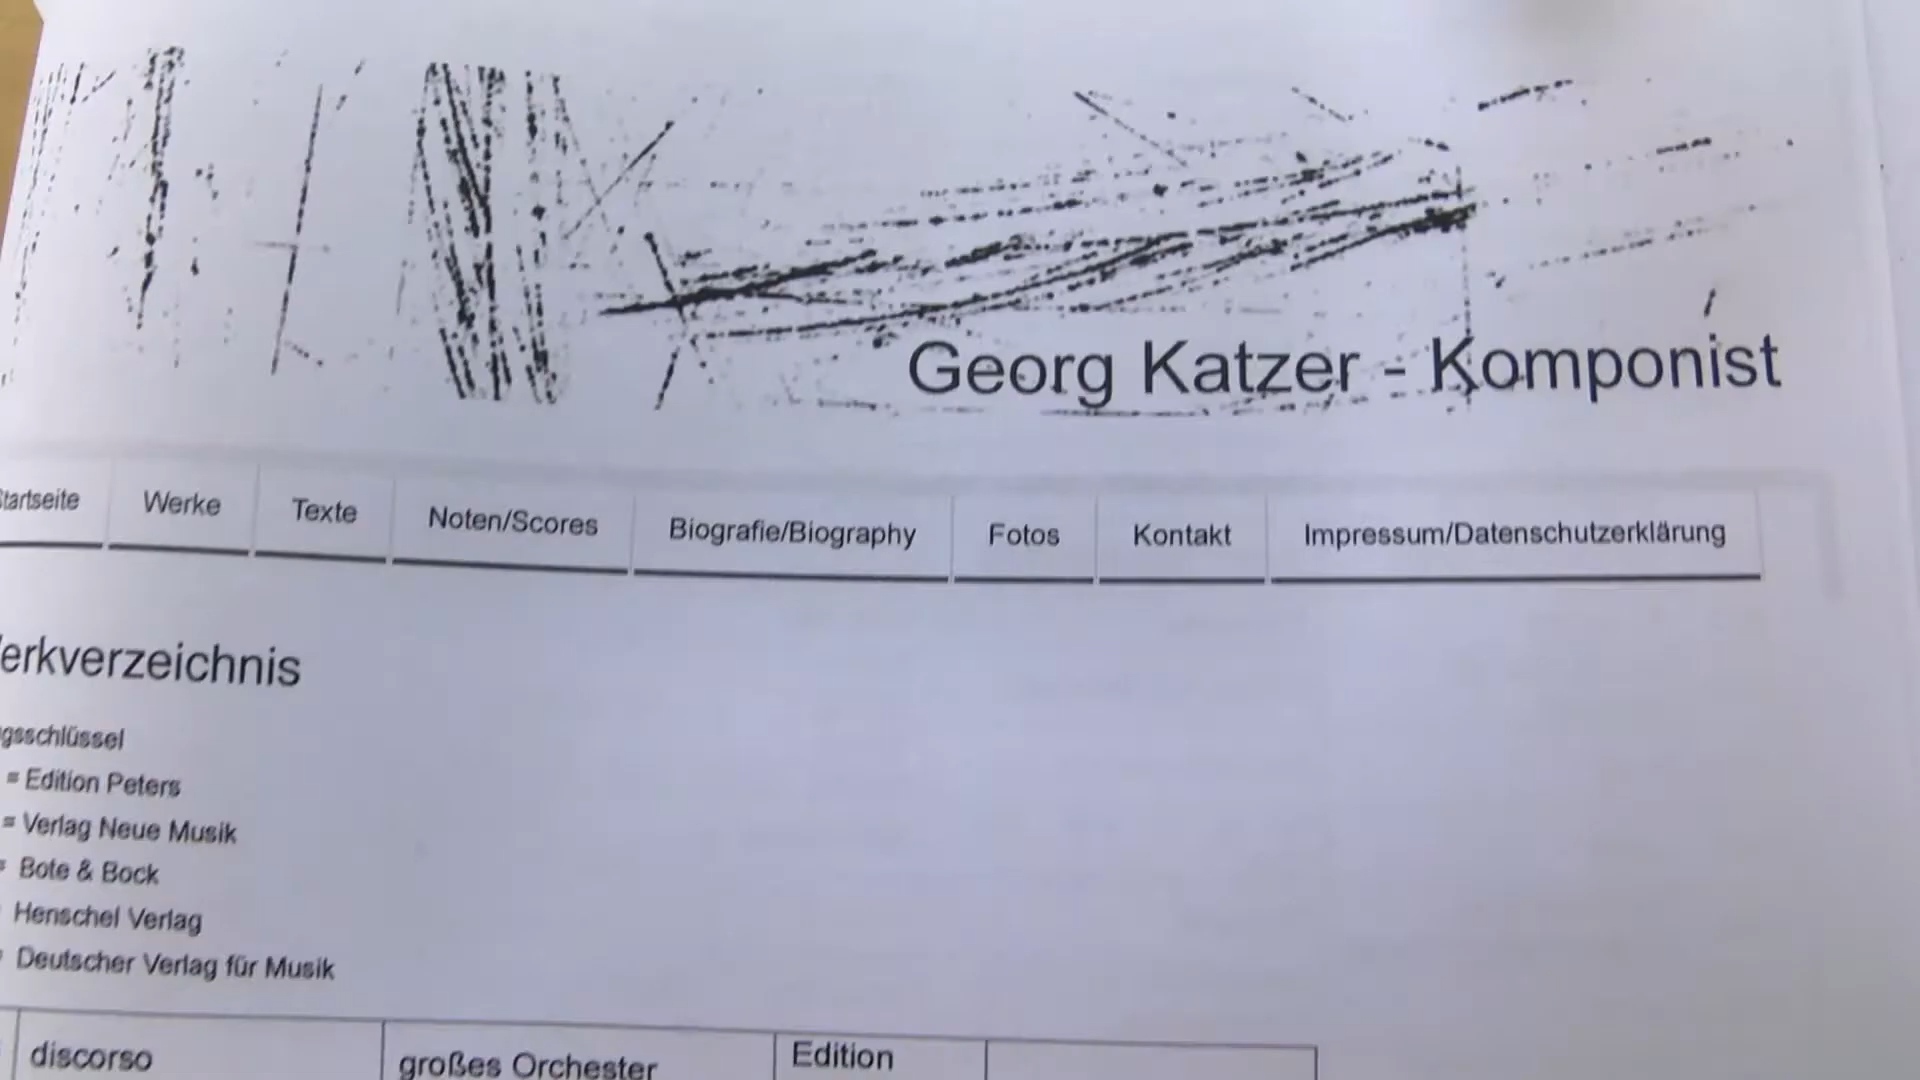 Georg Katzer - Komponist
Startseite Werke Texte Noten/Scores Biografie/Biography Fotos Kontakt Impressum/Datenschutzerklärung
erkverzeichnis
gsschlüssel
= Edition Peters
= Verlag Neue Musik
= Bote & Bock
Henschel Verlag
Deutscher Verlag für Musik
discorso großes Orchester Edition